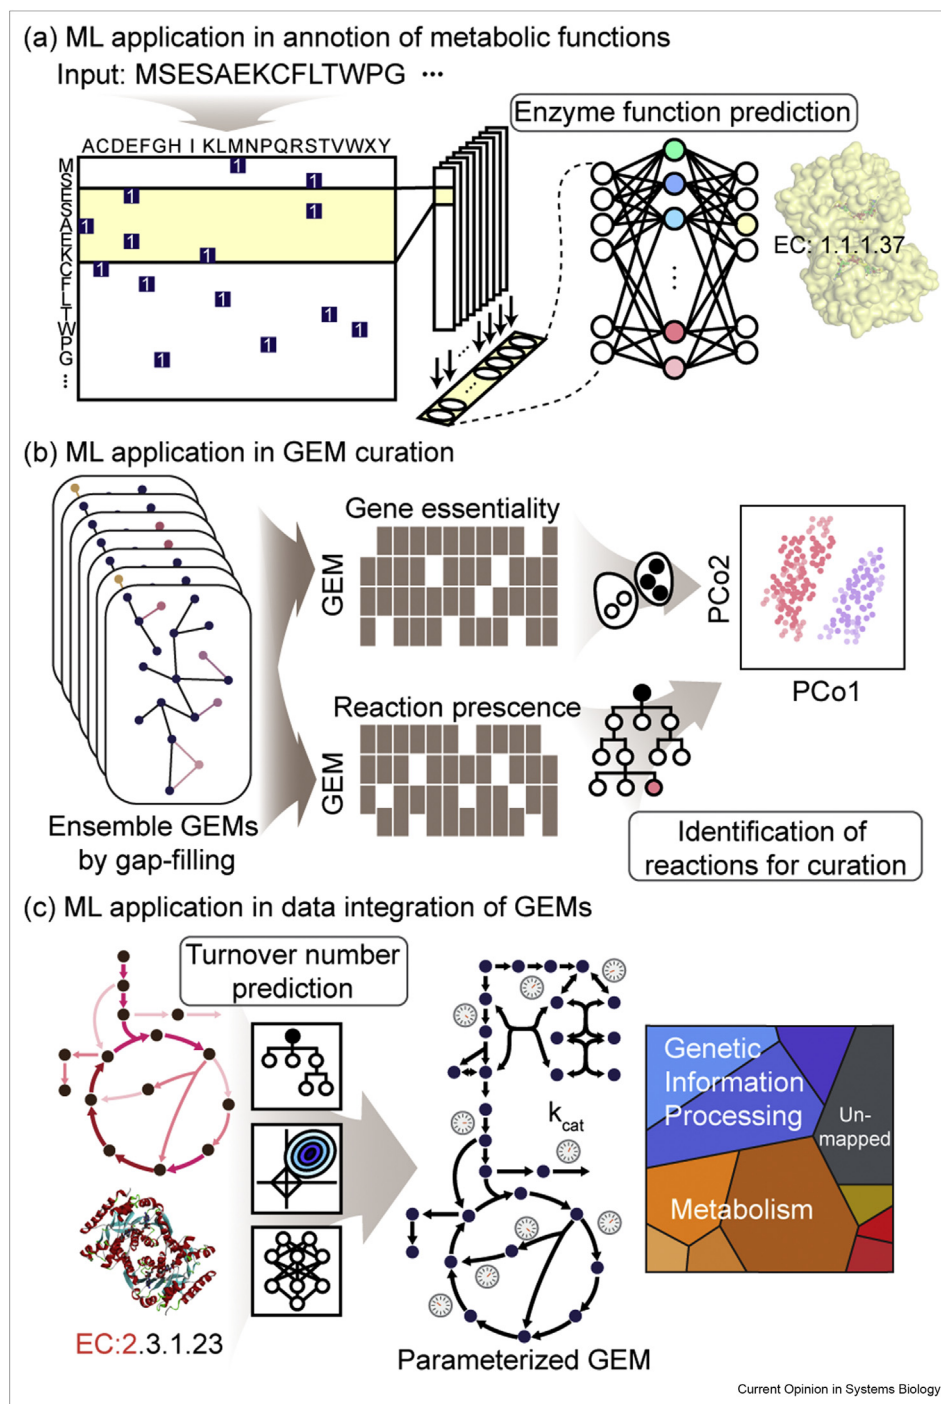 (a) ML application in annotion of metabolic functions
Input: MSESAEKCFLTWPG ...
Enzyme function prediction
ACDEFGH I KLMNPQRSTVWXY
M
S
E
S
A
E
K
C
F
L
T
W
P
G
...
1
1
1
1
1
1
1
1
1
1
1
1
1
1
...
...
...
EC: 1.1.1.37
(b) ML application in GEM curation
Gene essentiality
GEM
PCo2
PCo1
Reaction prescence
GEM
Ensemble GEMs
by gap-filling
Identification of
reactions for curation
(c) ML application in data integration of GEMs
Turnover number
prediction
kcat
Genetic
Information
Processing
Un-
mapped
Metabolism
EC:2.3.1.23
Parameterized GEM
Current Opinion in Systems Biology